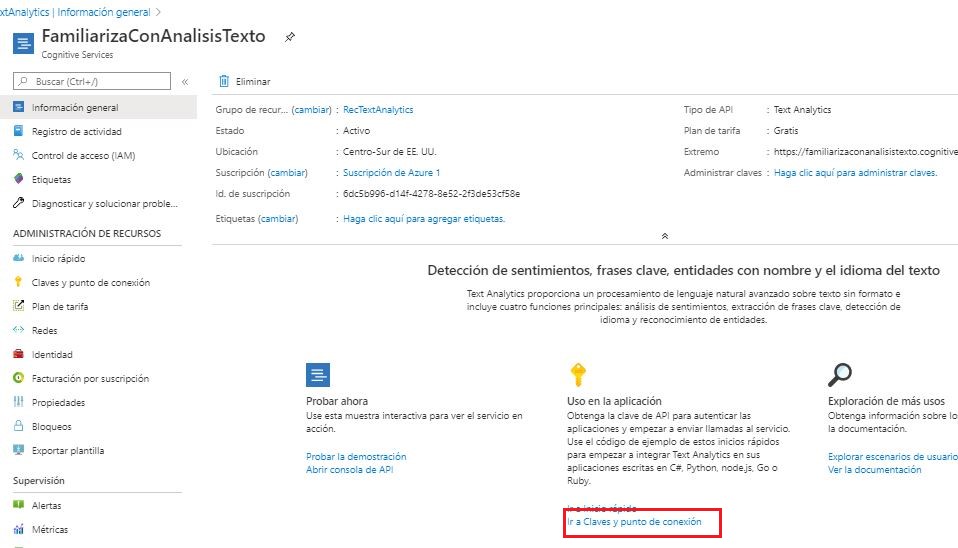 xtAnalytics | Información general
FamiliarizaConAnalisisTexto
Cognitive Services
Buscar (Ctrl+/)
Información general
Registro de actividad
Control de acceso (IAM)
Etiquetas
Diagnosticar y solucionar proble...
ADMINISTRACIÓN DE RECURSOS
Inicio rápido
Claves y punto de conexión
Plan de tarifa
Redes
Identidad
Facturación por suscripción
Propiedades
Bloqueos
Exportar plantilla
Supervisión
Alertas
Métricas
Eliminar
Grupo de recur... (cambiar) : RecTextAnalytics
Estado : Activo
Ubicación : Centro-Sur de EE. UU.
Suscripción (cambiar) : Suscripción de Azure 1
Id. de suscripción : 6dc5b996-d14f-4278-8e52-2f3de53cf58e
Etiquetas (cambiar) : Haga clic aquí para agregar etiquetas.
Tipo de API : Text Analytics
Plan de tarifa : Gratis
Extremo : https://familiarizaconanalisistexto.cognitive
Administrar claves : Haga clic aquí para administrar claves.
Detección de sentimientos, frases clave, entidades con nombre y el idioma del texto
Text Analytics proporciona un procesamiento de lenguaje natural avanzado sobre texto sin formato e
incluye cuatro funciones principales: análisis de sentimientos, extracción de frases clave, detección de
idioma y reconocimiento de entidades.
Probar ahora
Use esta muestra interactiva para ver el servicio en
acción.
Probar la demostración
Abrir consola de API
Uso en la aplicación
Obtenga la clave de API para autenticar las
aplicaciones y empezar a enviar llamadas al servicio.
Use el código de ejemplo de estos inicios rápidos
para empezar a integrar Text Analytics en sus
aplicaciones escritas en C#, Python, node.js, Go o
Ruby.
Ir a Inicio rápido
Ir a Claves y punto de conexión
Exploración de más usos
Obtenga información sobre lo
la documentación.
Explorar escenarios de usuario
Ver la documentación